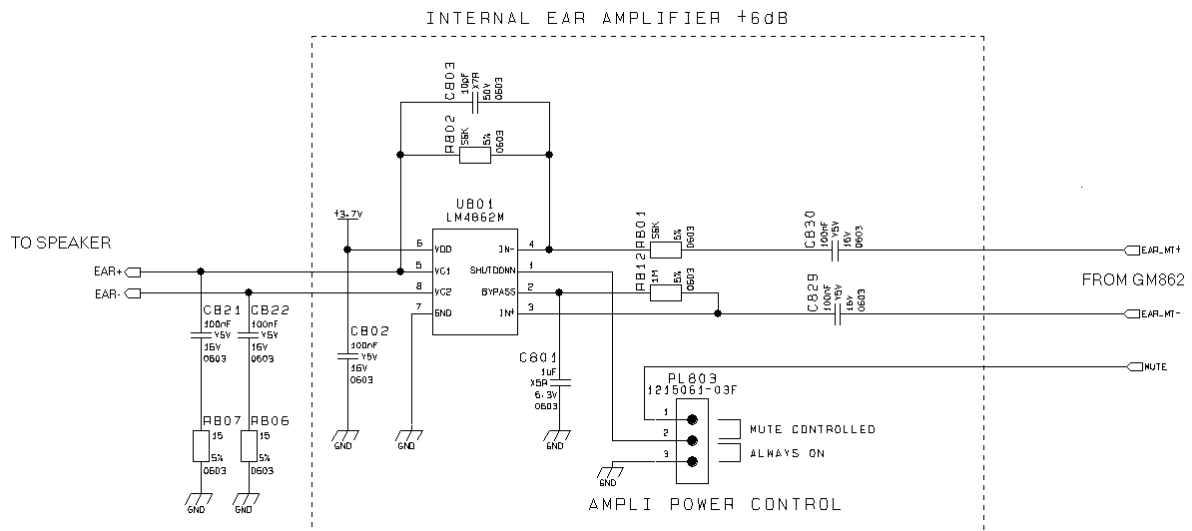 INTERNAL EAR AMPLIFIER +6dB
C803
10pF
X7R
50V
0603
R802
56K
5%
0603
U801
LM4862M
+3.7V
6 VDD
5 VO1
8 VO2
7 GND
IN- 4
SHUTDOWN 1
BYPASS 2
IN+ 3
TO SPEAKER
EAR+
EAR-
C821
100nF
Y5V
16V
0603
C822
100nF
Y5V
16V
0603
R807
15
5%
0603
R806
15
5%
0603
GND
GND
C802
100nF
Y5V
16V
0603
GND
GND
C801
1uF
X5R
6.3V
0603
GND
R801
56K
5%
0603
R812
1M
5%
0603
C830
100nF
Y5V
16V
0603
C829
100nF
Y5V
16V
0603
EAR_MT+
FROM GM862
EAR_MT-
MUTE
PL803
1215061-03F
1
2
3
GND
MUTE CONTROLLED
ALWAYS ON
AMPLI POWER CONTROL